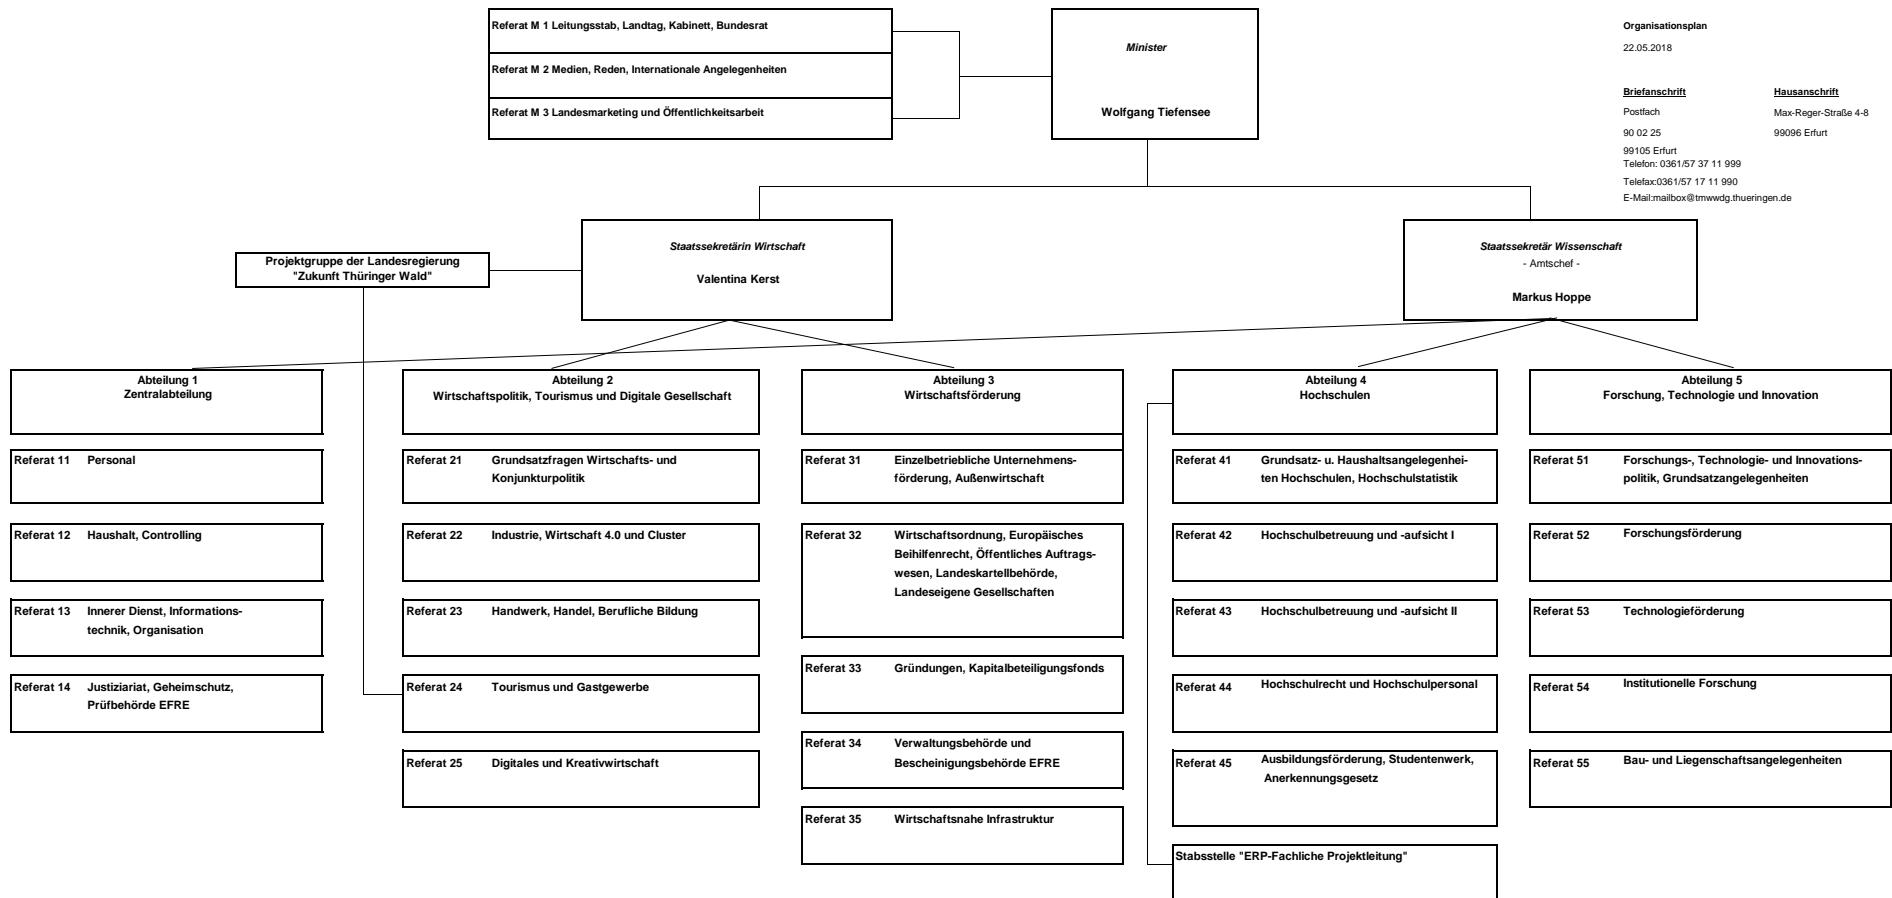 Referat M 1 Leitungsstab, Landtag, Kabinett, Bundesrat
Referat M 2 Medien, Reden, Internationale Angelegenheiten
Referat M 3 Landesmarketing und Öffentlichkeitsarbeit
Minister
Wolfgang Tiefensee
Organisationsplan
22.05.2018
Briefanschrift
Postfach
90 02 25
99105 Erfurt
Telefon: 0361/57 37 11 999
Telefax:0361/57 17 11 990
E-Mail:mailbox@tmwwdg.thueringen.de
Hausanschrift
Max-Reger-Straße 4-8
99096 Erfurt
Projektgruppe der Landesregierung
"Zukunft Thüringer Wald"
Staatssekretärin Wirtschaft
Valentina Kerst
Staatssekretär Wissenschaft
- Amtschef -
Markus Hoppe
Abteilung 1
Zentralabteilung
Referat 11 Personal
Referat 12 Haushalt, Controlling
Referat 13 Innerer Dienst, Informations-
technik, Organisation
Referat 14 Justiziariat, Geheimschutz,
Prüfbehörde EFRE
Abteilung 2
Wirtschaftspolitik, Tourismus und Digitale Gesellschaft
Referat 21 Grundsatzfragen Wirtschafts- und
Konjunkturpolitik
Referat 22 Industrie, Wirtschaft 4.0 und Cluster
Referat 23 Handwerk, Handel, Berufliche Bildung
Referat 24 Tourismus und Gastgewerbe
Referat 25 Digitales und Kreativwirtschaft
Abteilung 3
Wirtschaftsförderung
Referat 31 Einzelbetriebliche Unternehmens-
förderung, Außenwirtschaft
Referat 32 Wirtschaftsordnung, Europäisches
Beihilfenrecht, Öffentliches Auftrags-
wesen, Landeskartellbehörde,
Landeseigene Gesellschaften
Referat 33 Gründungen, Kapitalbeteiligungsfonds
Referat 34 Verwaltungsbehörde und
Bescheinigungsbehörde EFRE
Referat 35 Wirtschaftsnahe Infrastruktur
Abteilung 4
Hochschulen
Referat 41 Grundsatz- u. Haushaltsangelegenhei-
ten Hochschulen, Hochschulstatistik
Referat 42 Hochschulbetreuung und -aufsicht I
Referat 43 Hochschulbetreuung und -aufsicht II
Referat 44 Hochschulrecht und Hochschulpersonal
Referat 45 Ausbildungsförderung, Studentenwerk,
Anerkennungsgesetz
Stabsstelle "ERP-Fachliche Projektleitung"
Abteilung 5
Forschung, Technologie und Innovation
Referat 51 Forschungs-, Technologie- und Innovations-
politik, Grundsatzangelegenheiten
Referat 52 Forschungsförderung
Referat 53 Technologieförderung
Referat 54 Institutionelle Forschung
Referat 55 Bau- und Liegenschaftsangelegenheiten